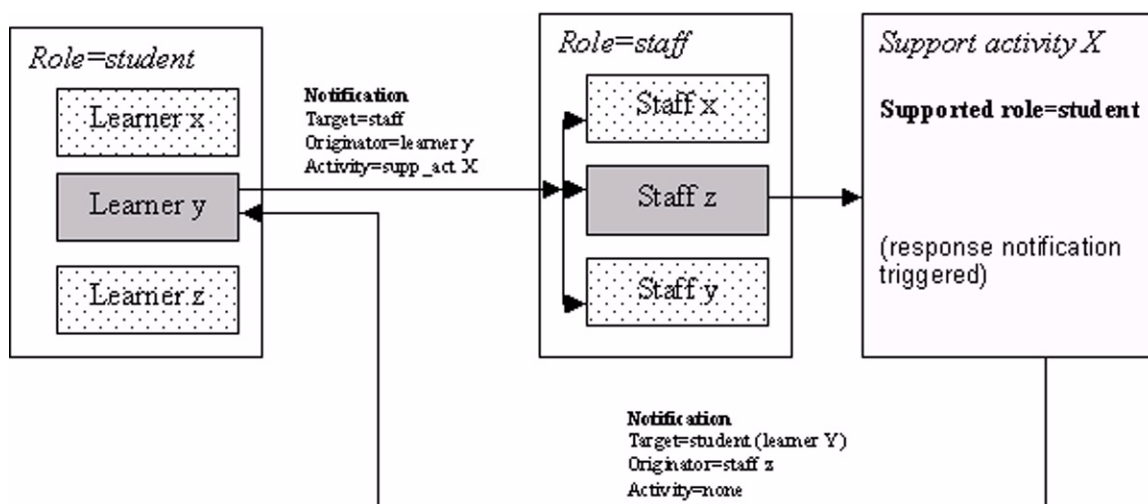 Role=student
Learner x
Learner y
Learner z
Notification
Target=staff
Originator=learner y
Activity=supp_act X
Role=staff
Staff x
Staff z
Staff y
Support activity X
Supported role=student
(response notification
triggered)
Notification
Target=student (learner Y)
Originator=staff z
Activity=none